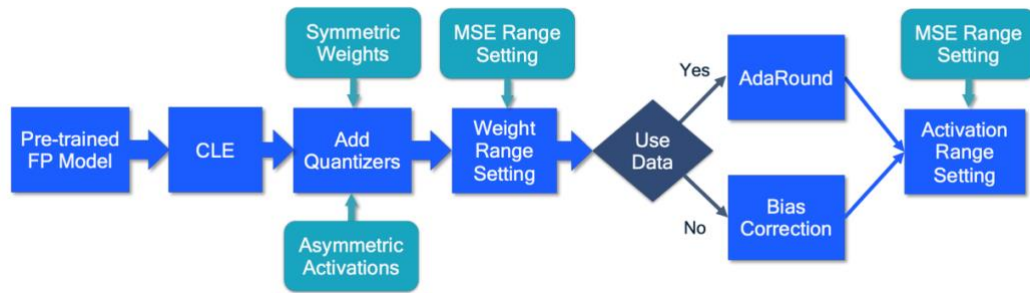 Pre-trained
FP Model
CLE
Symmetric
Weights
Add
Quantizers
Asymmetric
Activations
MSE Range
Setting
Weight
Range
Setting
Use
Data
Yes
AdaRound
No
Bias
Correction
MSE Range
Setting
Activation
Range
Setting